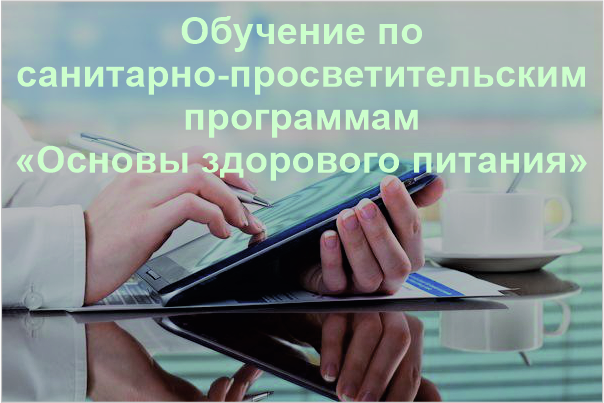 Обучение по
санитарно-просветительским
программам
«Основы здорового питания»